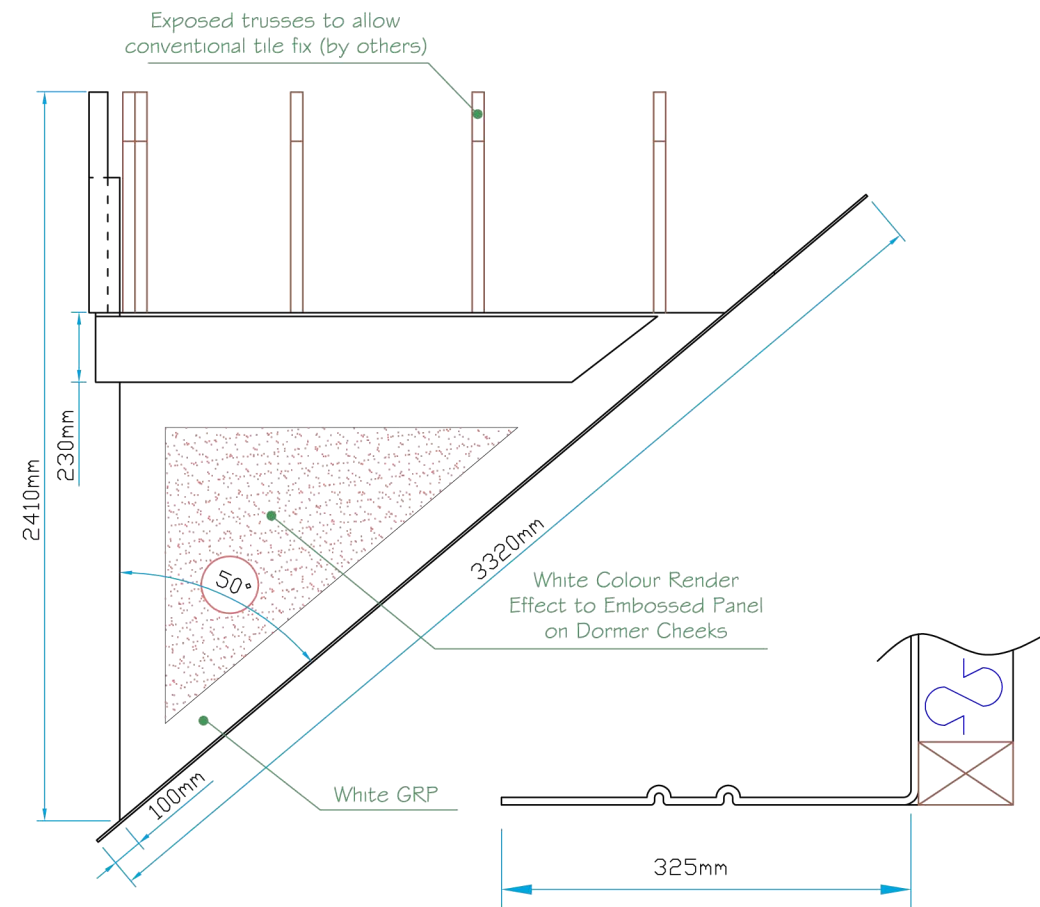 Exposed trusses to allow
conventional tile fix (by others)
2410mm
230mm
50°
3320mm
White Colour Render
Effect to Embossed Panel
on Dormer Cheeks
100mm
White GRP
325mm